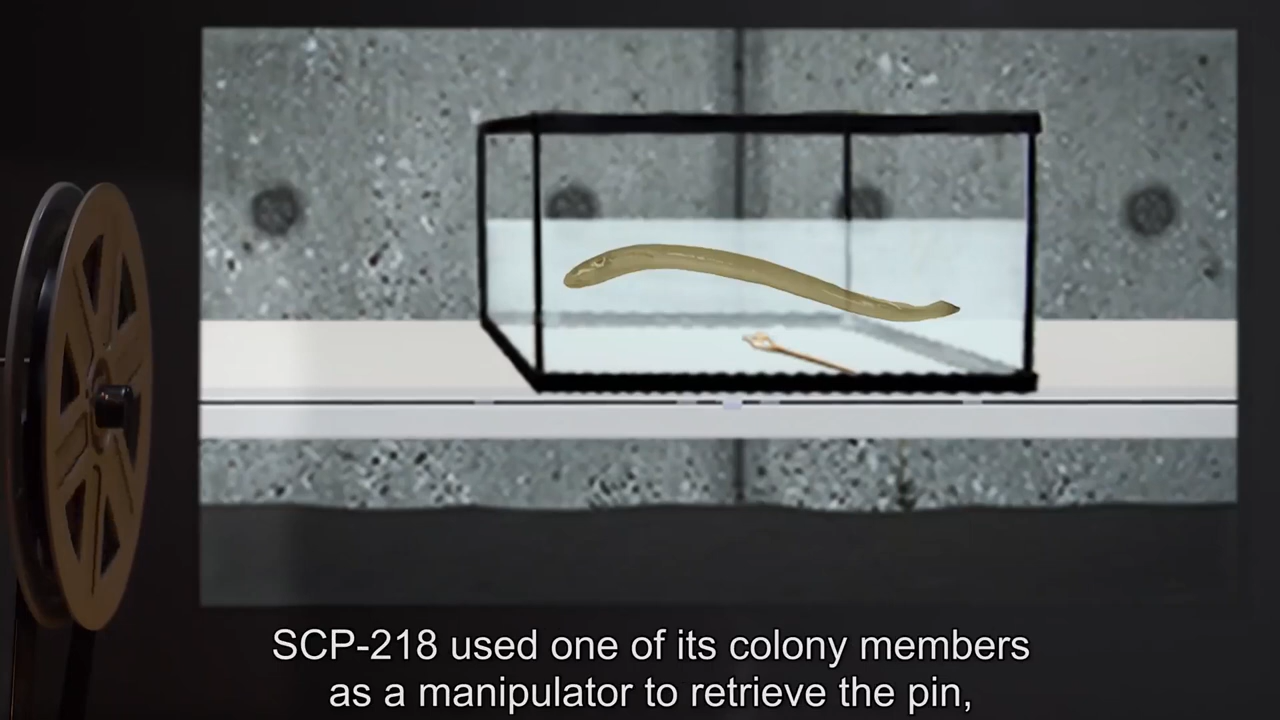 SCP-218 used one of its colony members
as a manipulator to retrieve the pin,